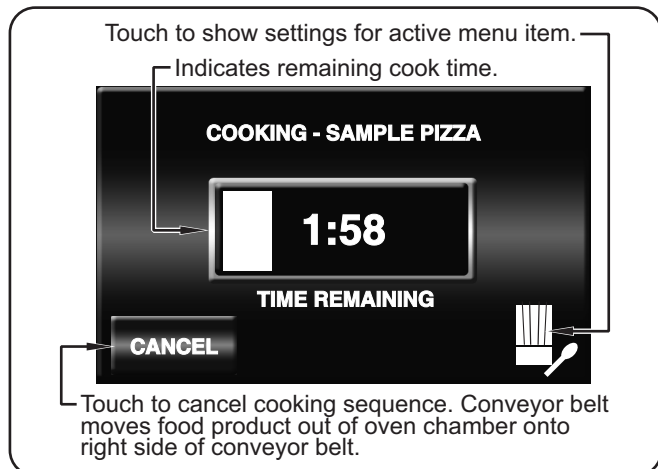 Touch to show settings for active menu item.
Indicates remaining cook time.
COOKING - SAMPLE PIZZA
1:58
TIME REMAINING
CANCEL
Touch to cancel cooking sequence. Conveyor belt
moves food product out of oven chamber onto
right side of conveyor belt.